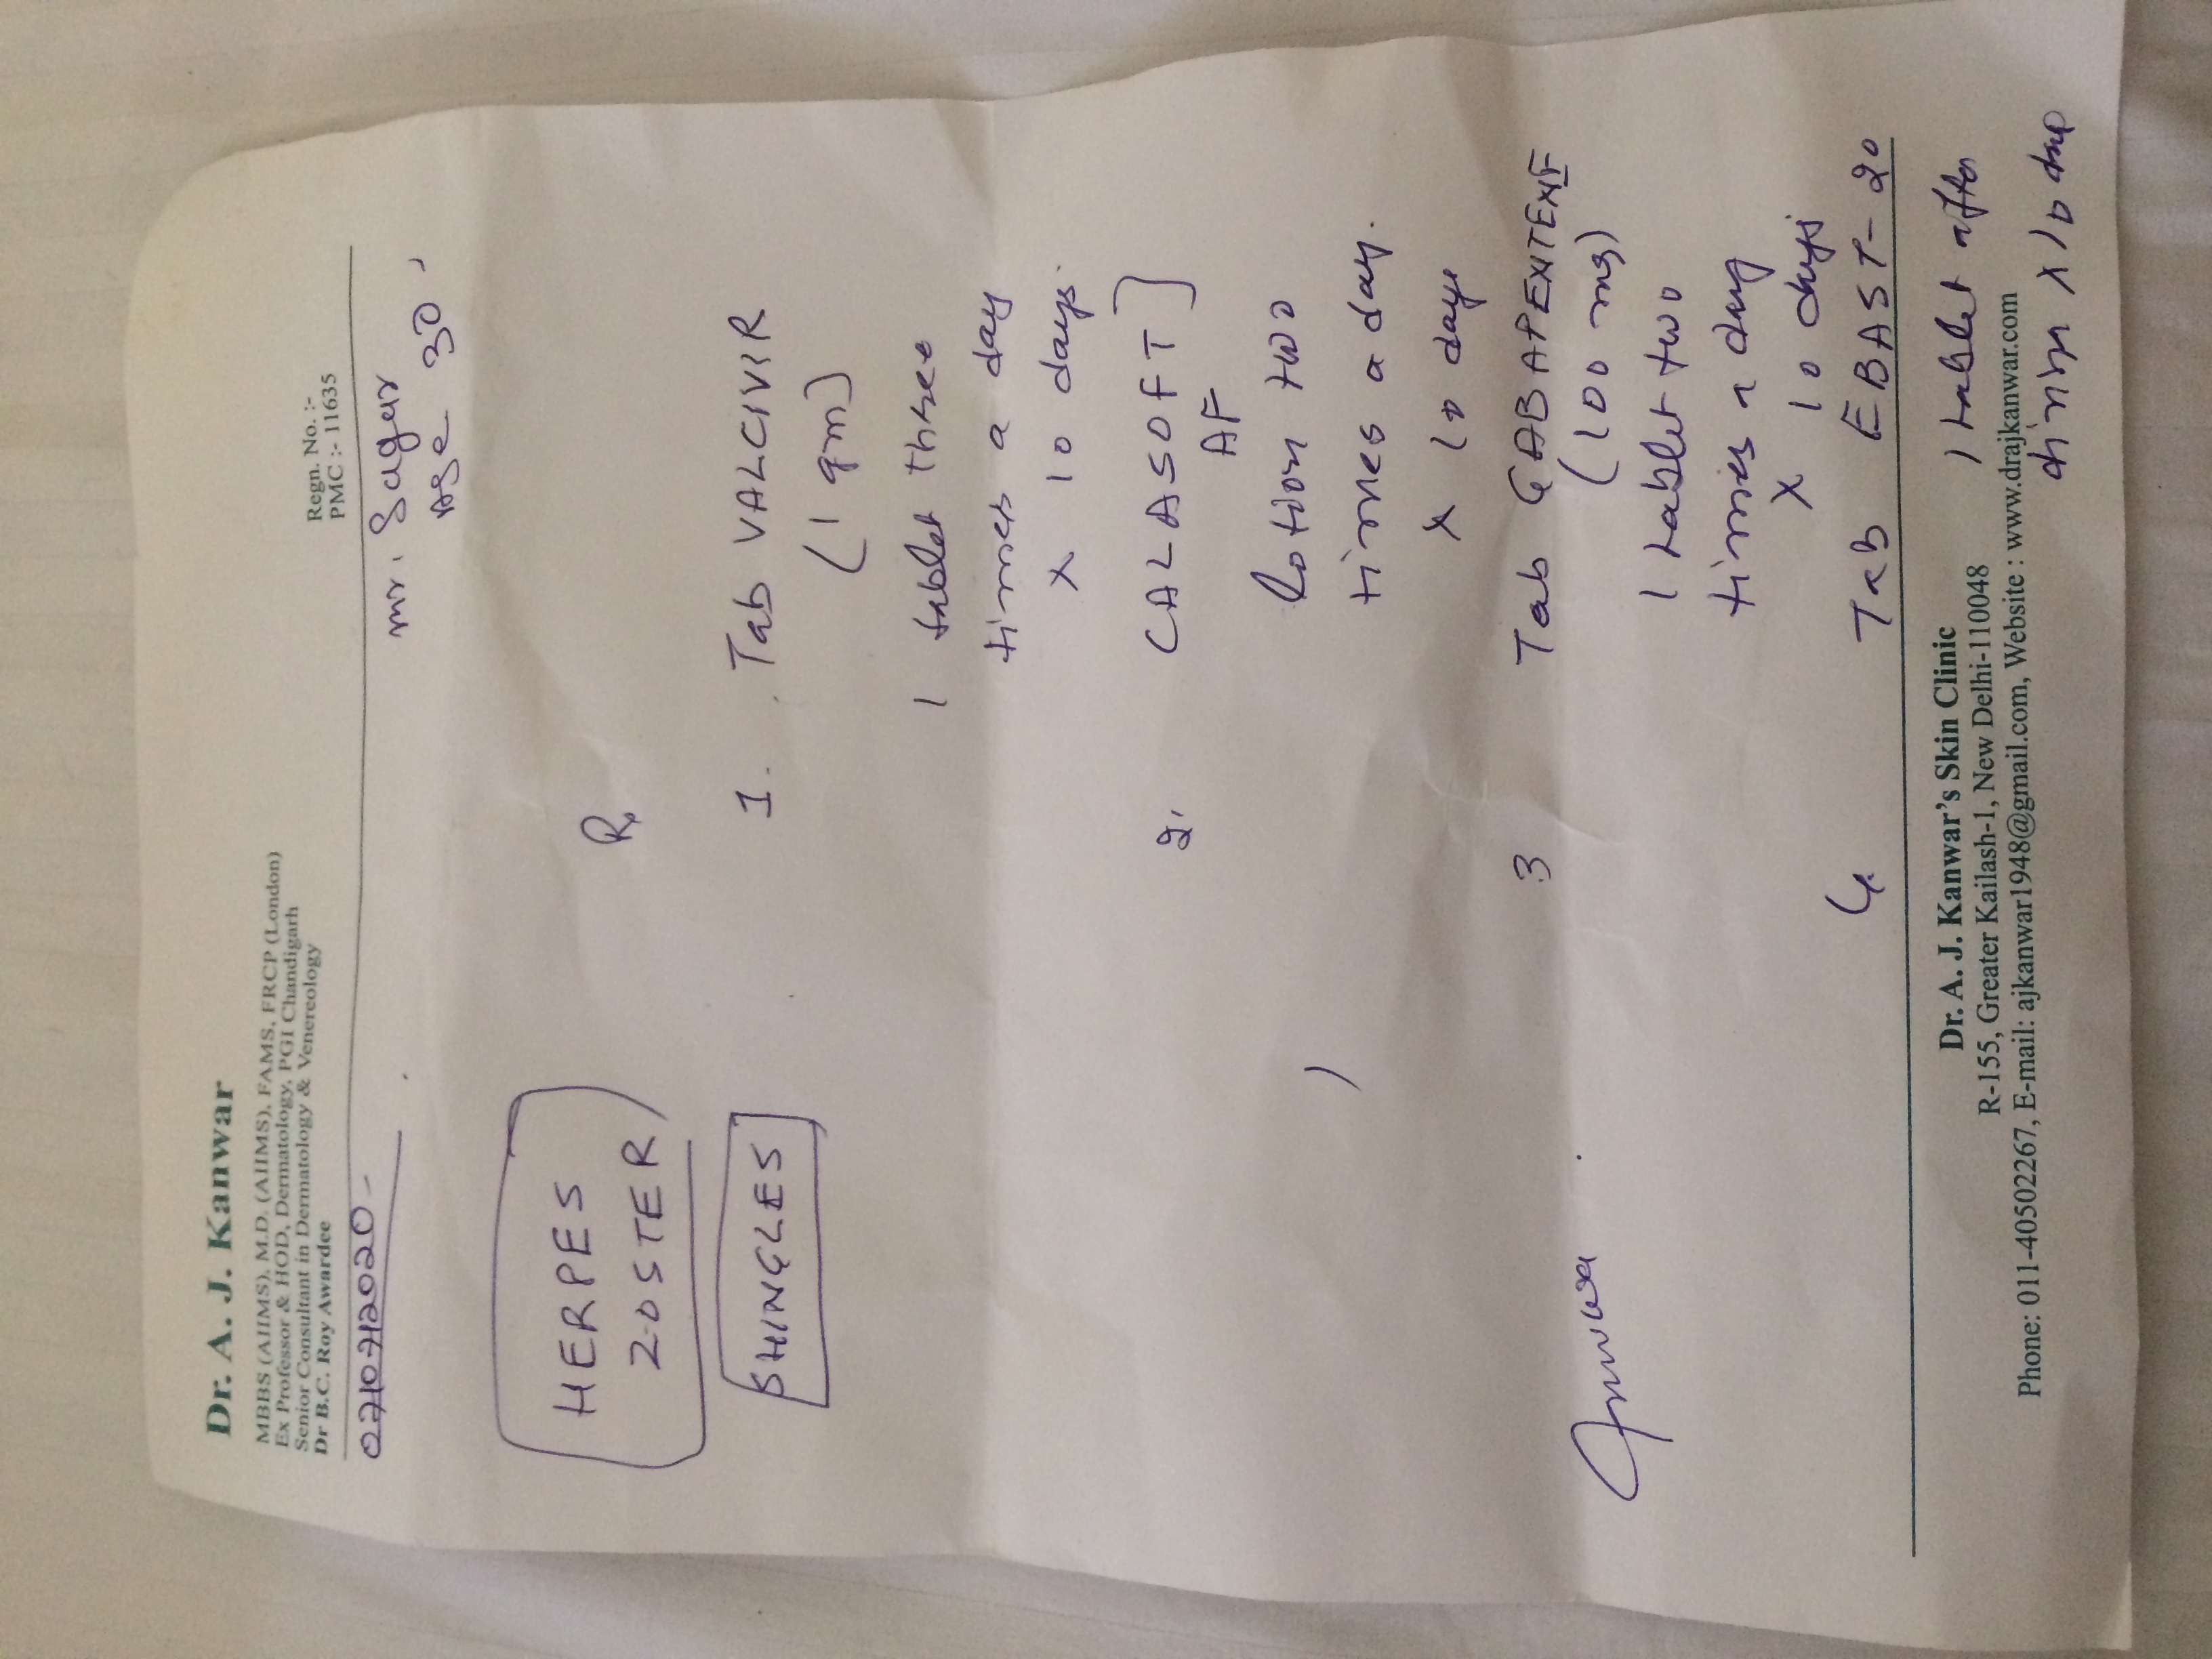 Dr. A. J. Kanwar
MBBS (AIIMS), M.D. (AIIMS), FAMS, FRCP (London)
Ex Professor & HOD, Dermatology, PGI Chandigarh
Senior Consultant in Dermatology & Venereology
Dr B.C. Roy Awardee
Regn. No. :-
PMC :- 11635
07/07/2020
mr. Sagar
Age 30
HERPES
ZOSTER
SHINGLES
Rx
1. Tab VALCIVIR
(1 gm)
1 tablet three
times a day
x 10 days.
2. CALASOFT]
AF
lotion two
times a day.
x 10 days
3 Tab GABAPENTENE
(100 mg)
1 tablet two
times a day
x 10 days
4. Tab EBAST-20
1 tablet after
dinner x 10 days
Dr. A. J. Kanwar's Skin Clinic
R-155, Greater Kailash-1, New Delhi-110048
Phone: 011-40502267, E-mail: ajkanwar1948@gmail.com, Website : www.drajkanwar.com